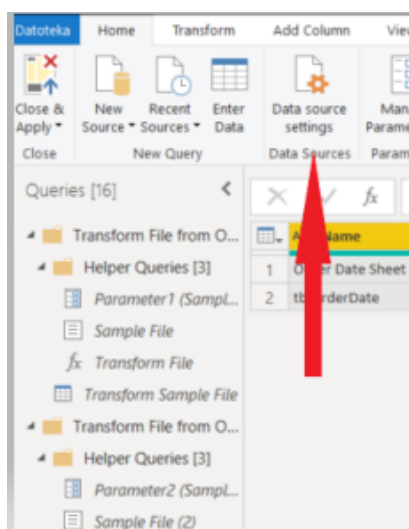 Datoteka Home Transform Add Column
Close & New Recent Enter Data source
Apply Source Sources Data settings
Close New Query Data Sources
Queries [16]
fx
Transform File from O... Name
Helper Queries [3] 1 Date Sheet
Parameter1 (Sampl... 2
Sample File
fx Transform File
Transform Sample File
Transform File from O...
Helper Queries [3]
Parameter2 (Sampl...
Sample File (2)